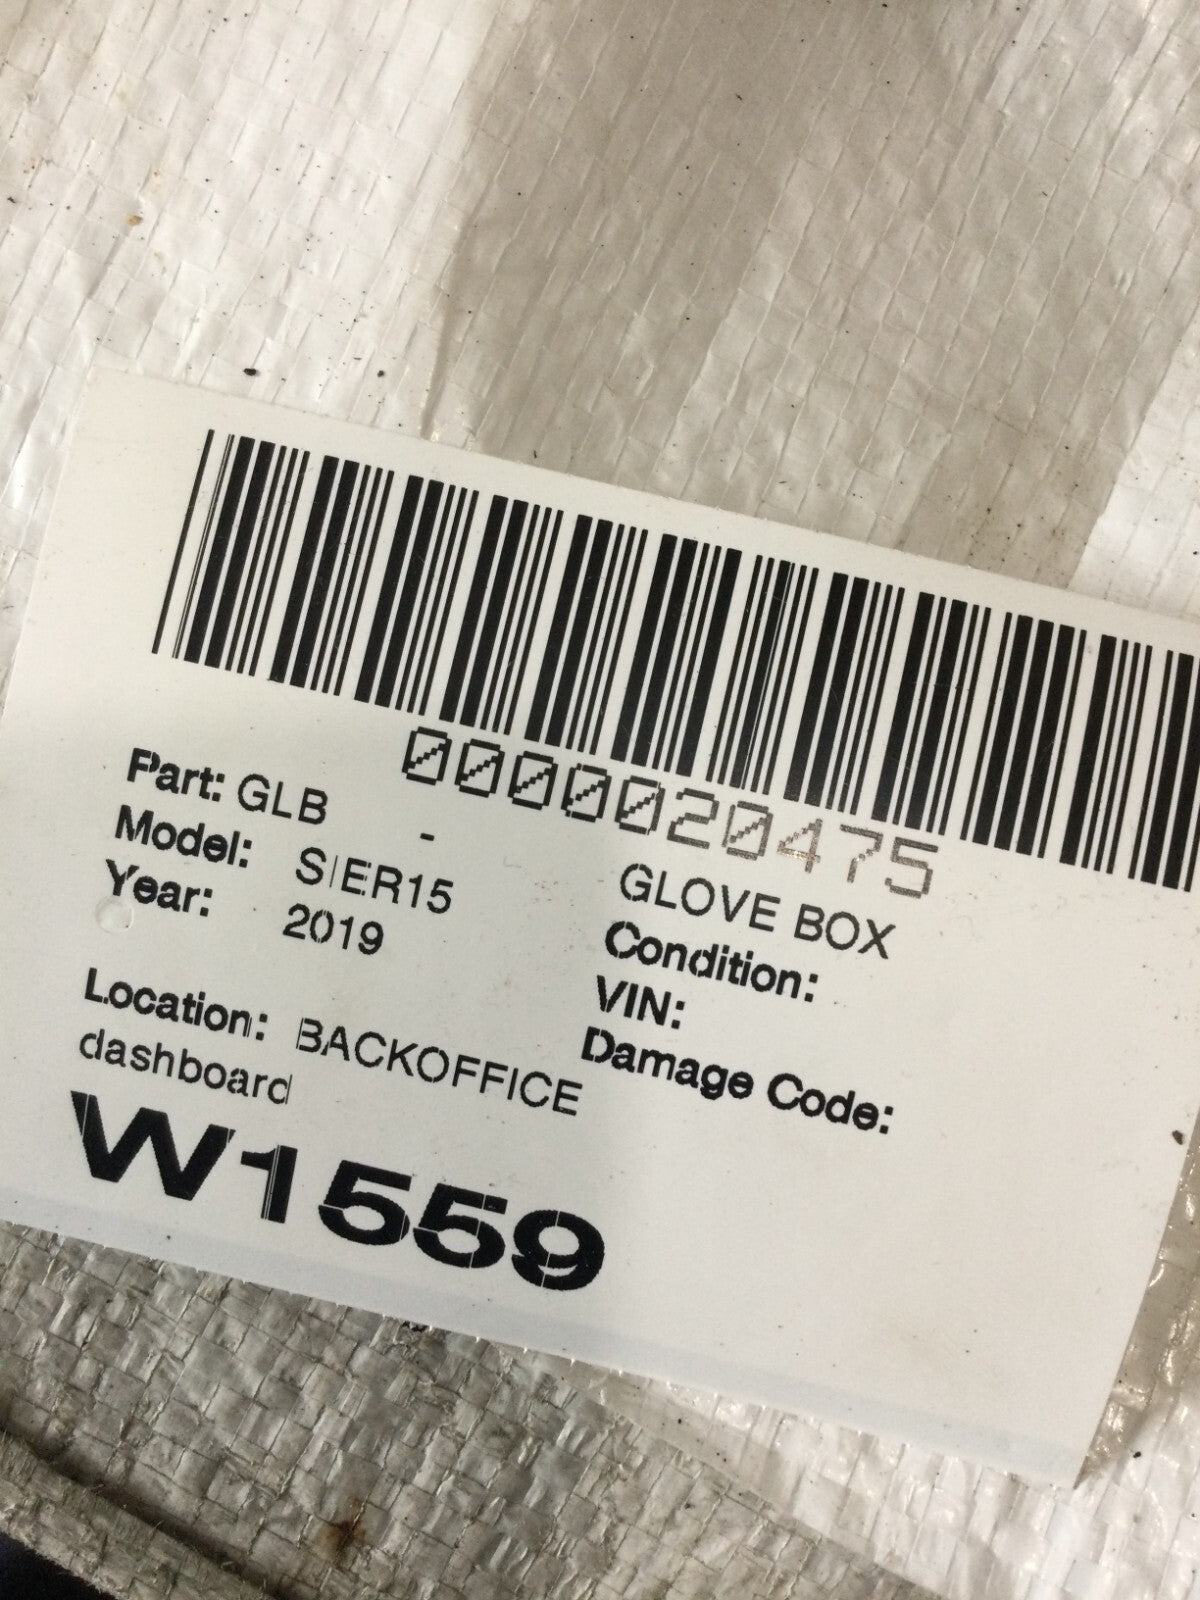 0000020475
Part: GLB - GLOVE BOX
Model: SIER15 Condition:
Year: 2019 VIN:
Damage Code:
Location: BACKOFFICE
dashboard
W1559